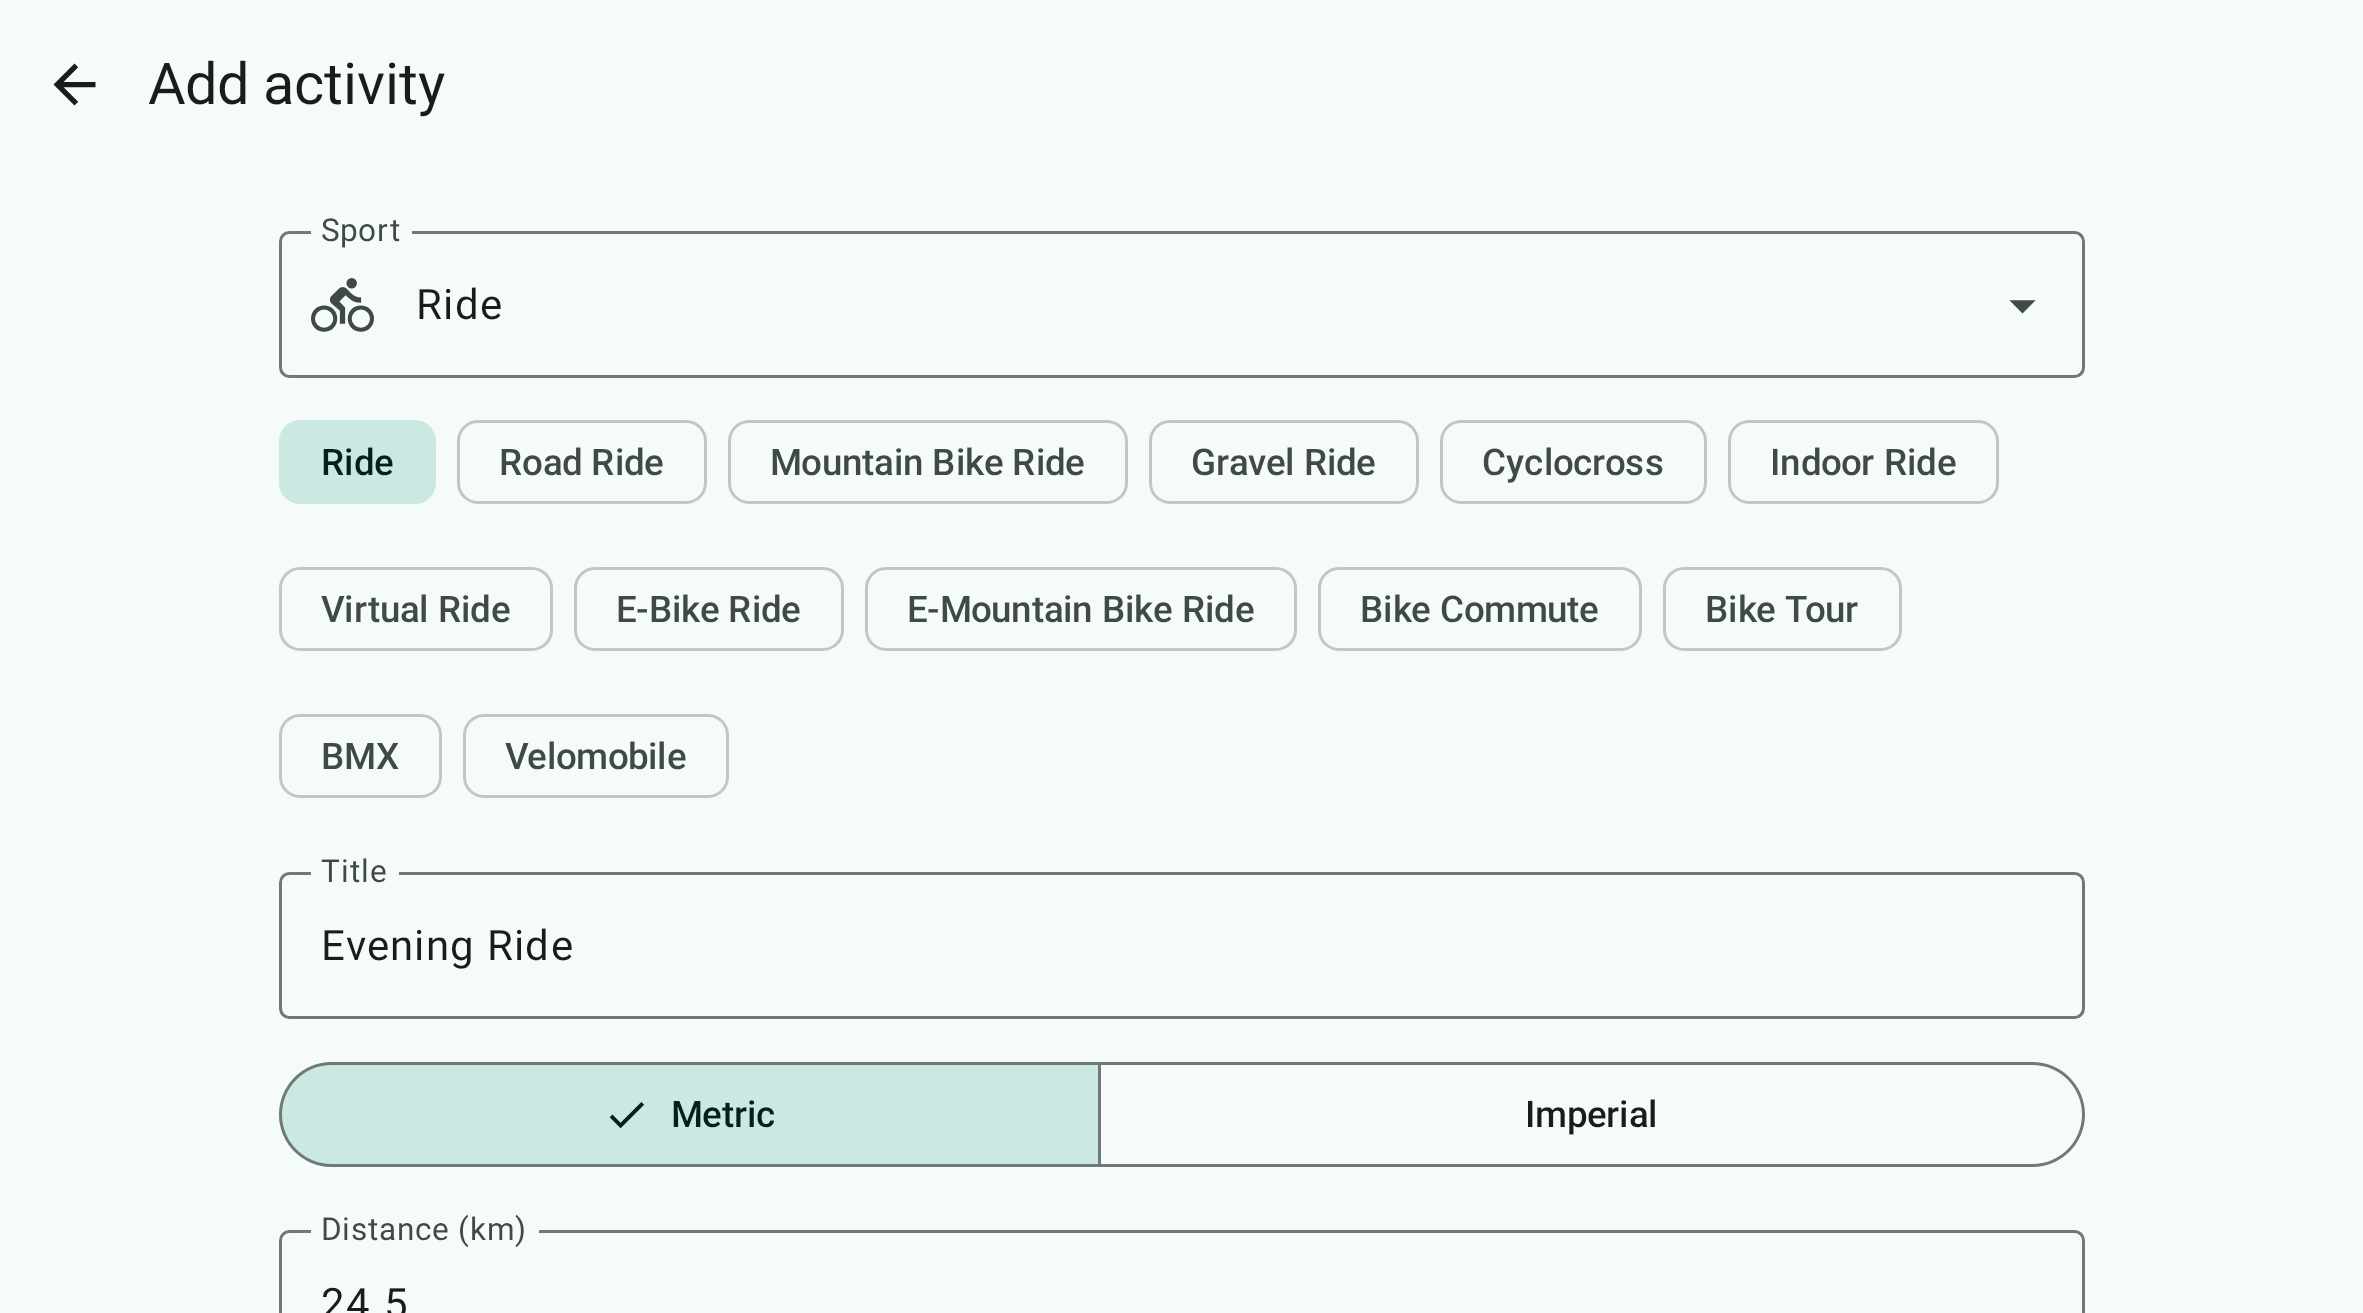 Add activity
Sport
Ride
Ride Road Ride Mountain Bike Ride Gravel Ride Cyclocross Indoor Ride
Virtual Ride E-Bike Ride E-Mountain Bike Ride Bike Commute Bike Tour
BMX Velomobile
Title
Evening Ride
Metric Imperial
Distance (km)
24.5